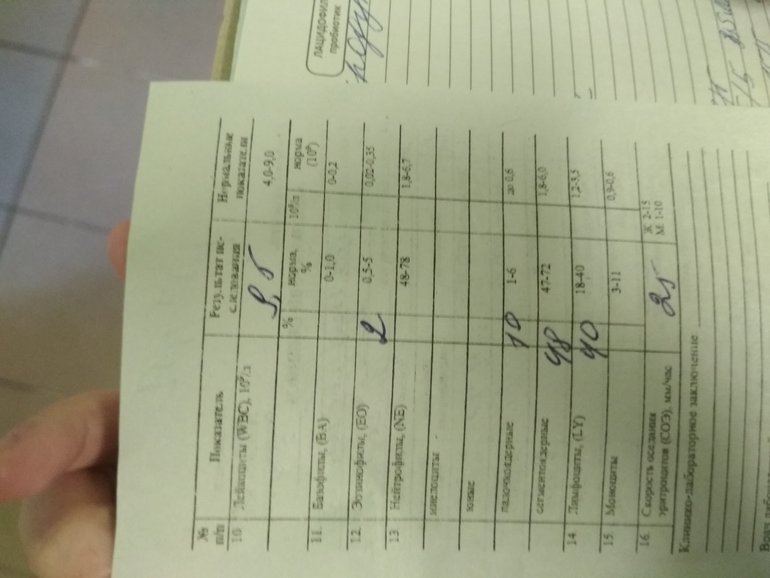 ЛАЦИДОФИЛ
пробиотик
№ п/п Показатель Результат исследования Нормальные показатели
10. Лейкоциты (WBC), 10⁹/л 4,0-9,0
% норма, % 10⁹/л норма (10⁹)
11. Базофилы, (BA) 0-1,0 0-0,2
12. Эозинофилы, (EO) 2 0,5-5 0,02-0,35
13 Нейтрофилы, (NE) 48-78 1,8-6,7
миелоциты
юные
палочкоядерные 10 1-6 до 0,6
сегментоядерные 48 47-72 1,8-6,0
14. Лимфоциты, (LY) 40 18-40 1,2-3,5
15. Моноциты 3-11 0,9-0,6
16. Скорость оседания эритроцитов (СОЭ), мм/час 25 Ж 2-15
М 1-10
Клинико-лабораторное заключение